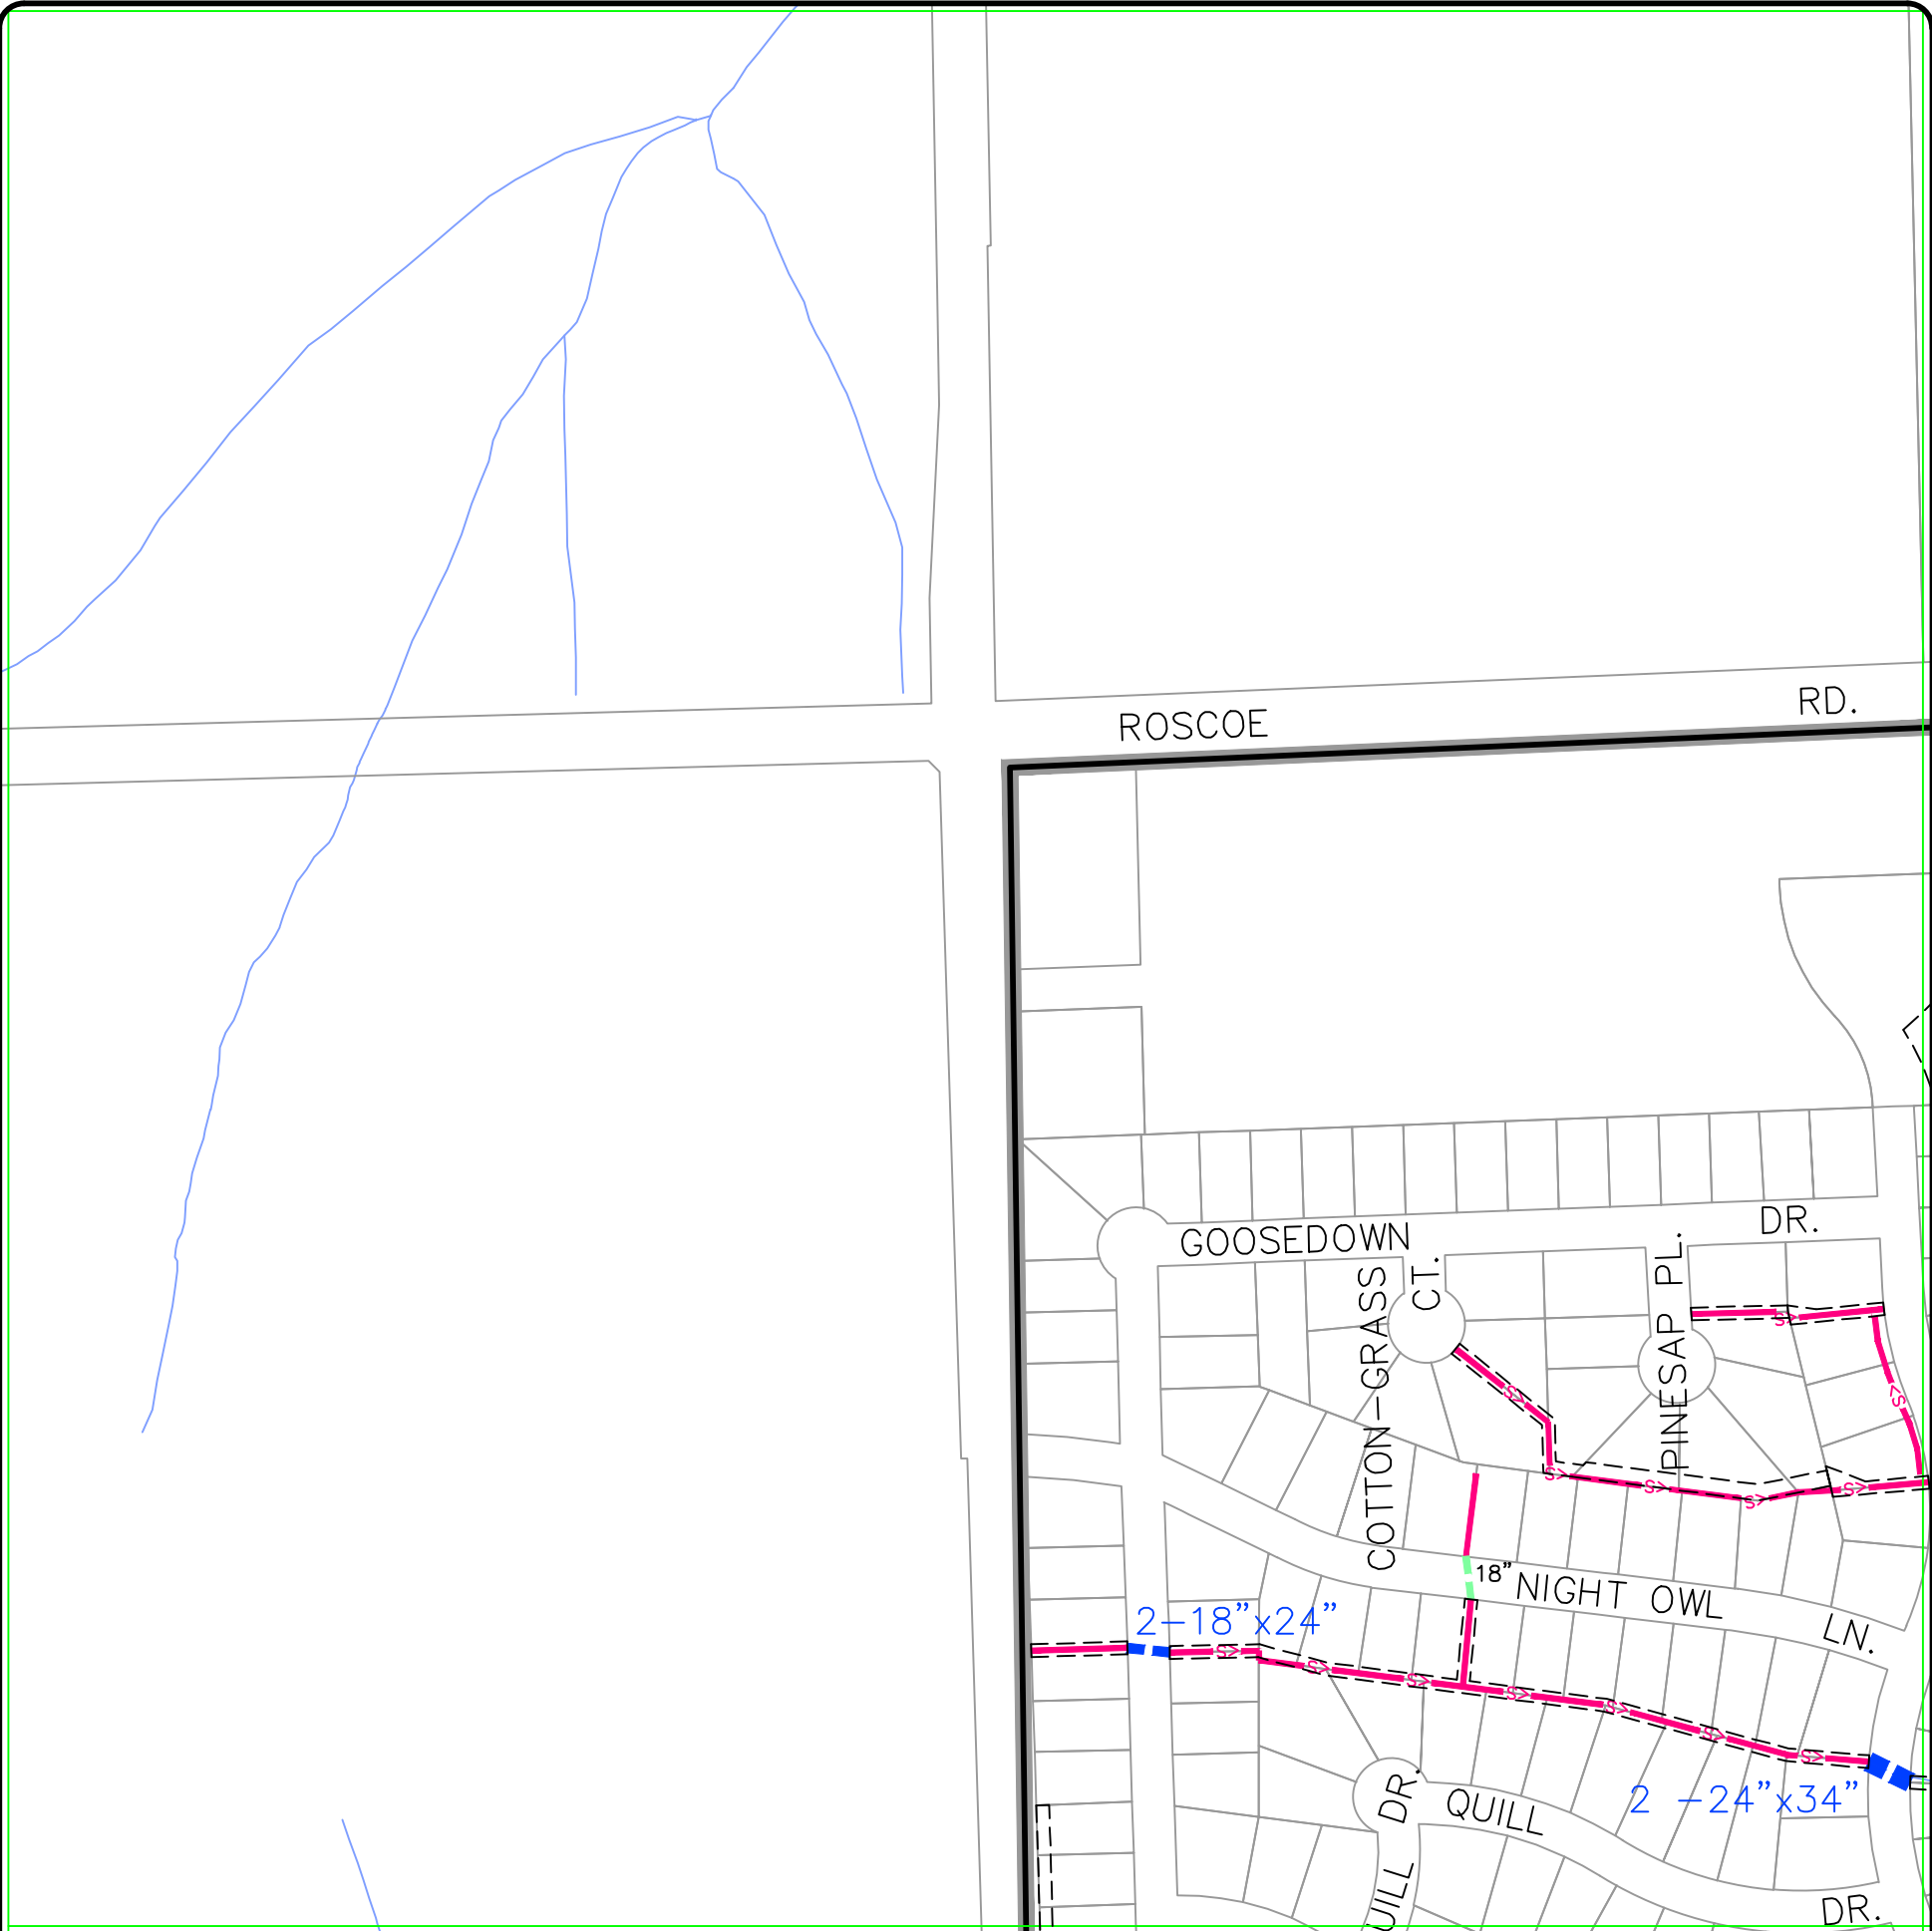 ROSCOE RD.
GOOSEDOWN DR.
COTTON-GRASS CT.
PINESAP PL.
S>
S>
S>
S>
S>
S>
S>
18"
NIGHT OWL LN.
2-18"x24"
S>
S>
S>
S>
S>
S>
S>
2 -24"x34"
QUILL DR.
UILL DR.